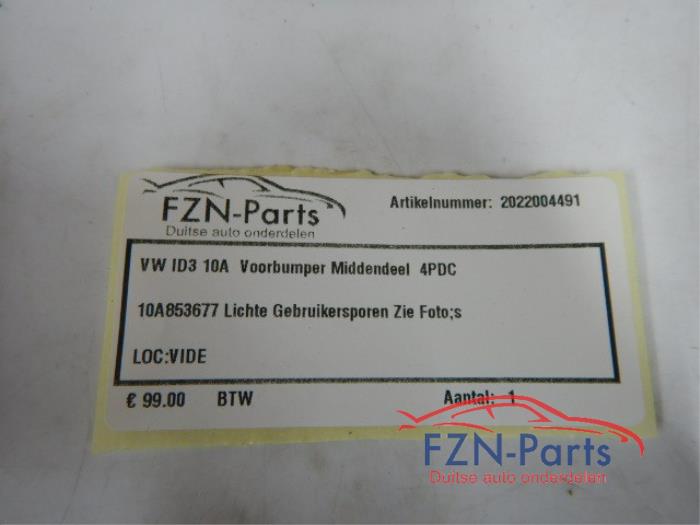 FZN-Parts
Duitse auto onderdelen
Artikelnummer: 2022004491
VW ID3 10A Voorbumper Middendeel 4PDC
10A853677 Lichte Gebruikersporen Zie Foto;s
LOC:VIDE
€ 99.00 BTW Aantal: 1
FZN-Parts
Duitse auto onderdelen